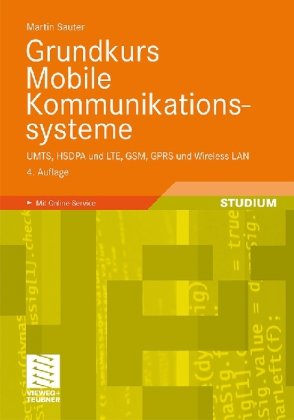 Martin Sauter
Grundkurs
Mobile
Kommunikations-
systeme
UMTS, HSDPA und LTE, GSM, GPRS und Wireless LAN
4. Auflage
Mit Online-Service
STUDIUM
VIEWEG+
TEUBNER